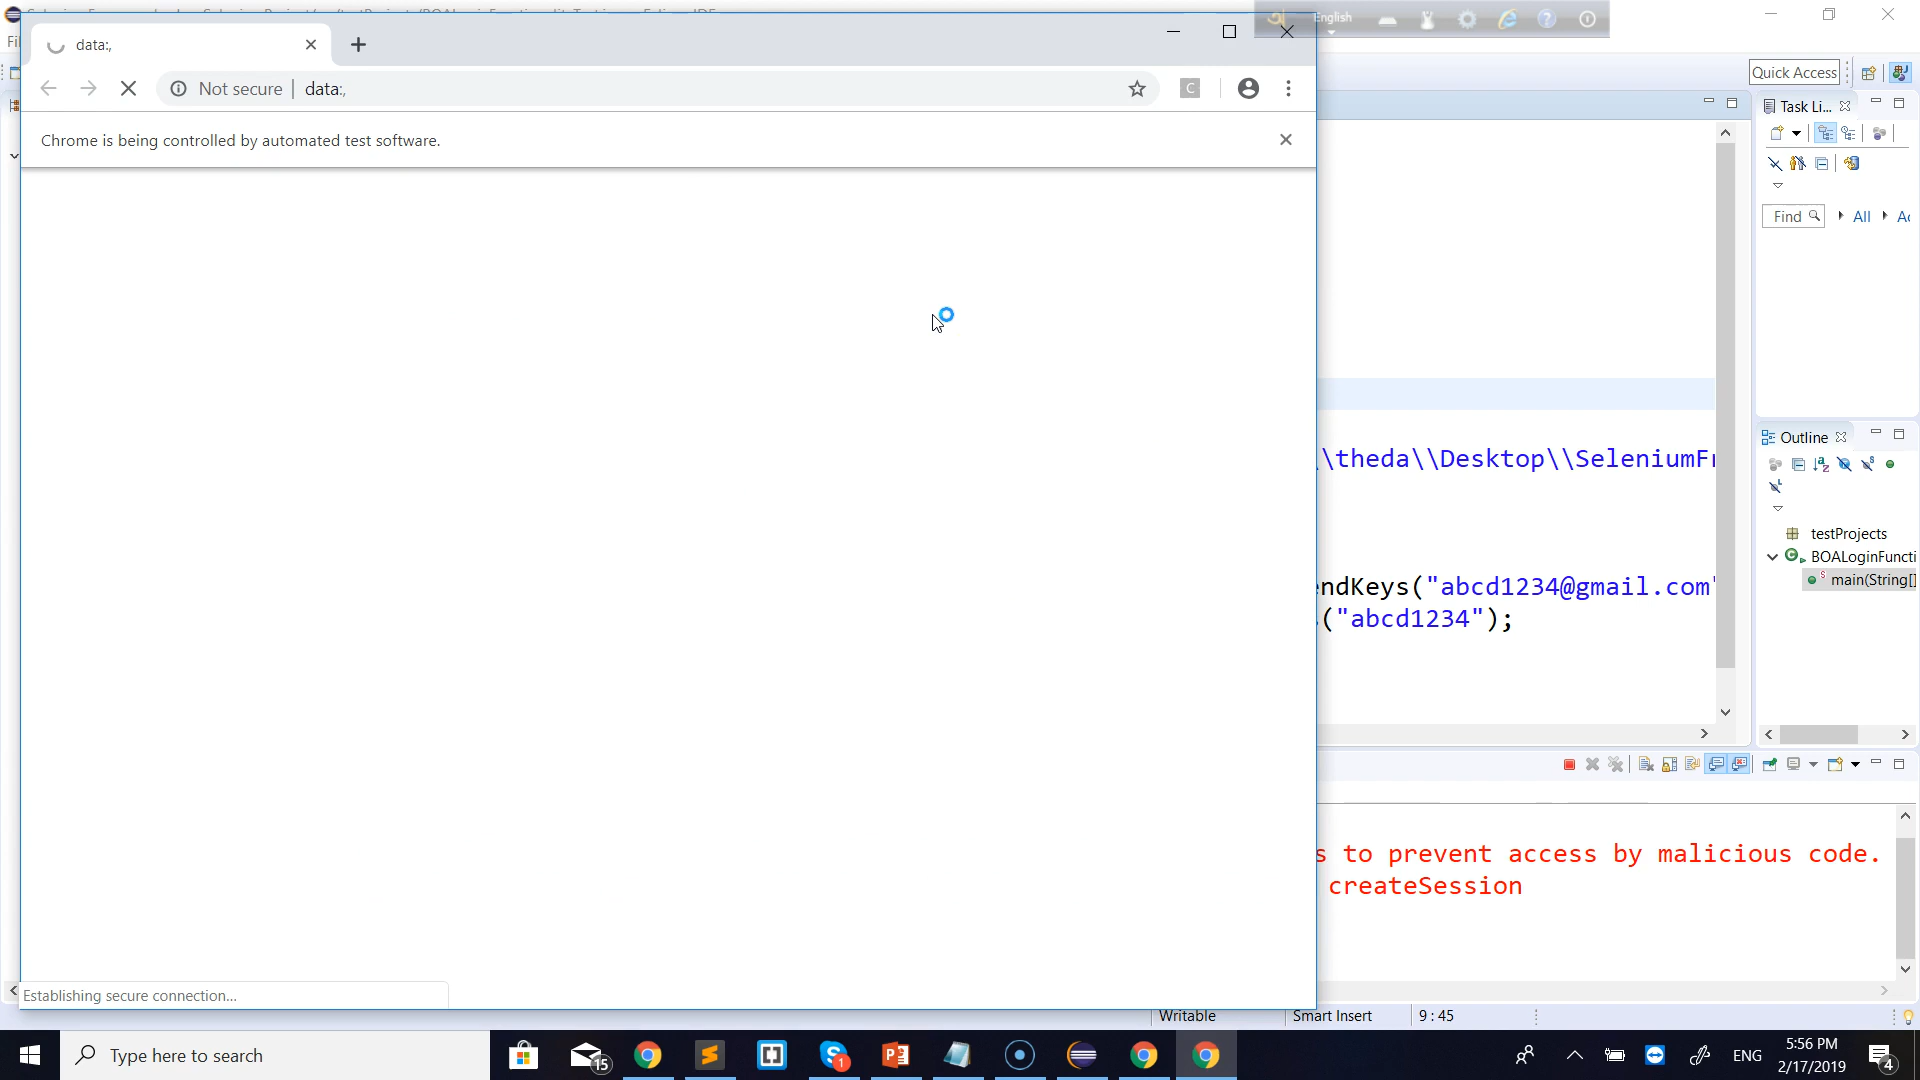 data:,
English
Quick Access
Not secure
data:,
Task Li...
Chrome is being controlled by automated test software.
Find
All
Outline
\\theda\\Desktop\\SeleniumFr
testProjects
BOALoginFuncti
main(String[]
endKeys("abcd1234@gmail.com"
("abcd1234");
s to prevent access by malicious code.
createSession
Establishing secure connection...
Writable
Smart Insert
9 : 45
Type here to search
15
1
ENG
5:56 PM
2/17/2019
4